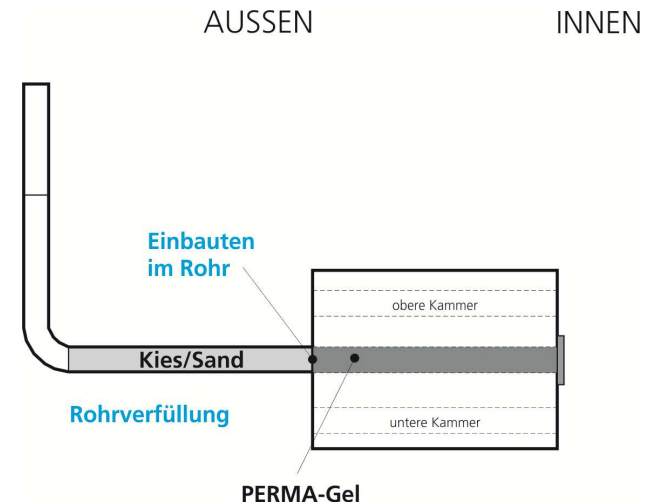 AUSSEN
INNEN
Einbauten
im Rohr
obere Kammer
Kies/Sand
Rohrverfüllung
untere Kammer
PERMA-Gel